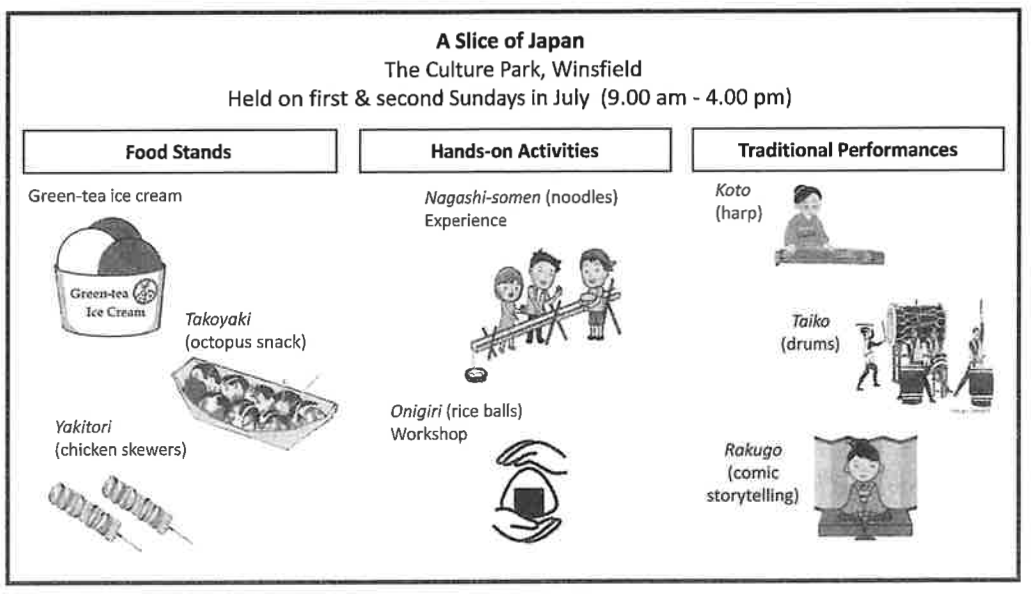 A Slice of Japan
The Culture Park, Winsfield
Held on first & second Sundays in July (9.00 am - 4.00 pm)
Food Stands
Green-tea ice cream
Green-tea
Ice Cream
Takoyaki
(octopus snack)
Yakitori
(chicken skewers)
Hands-on Activities
Nagashi-somen (noodles)
Experience
Onigiri (rice balls)
Workshop
Traditional Performances
Koto
(harp)
Taiko
(drums)
Rakugo
(comic
storytelling)